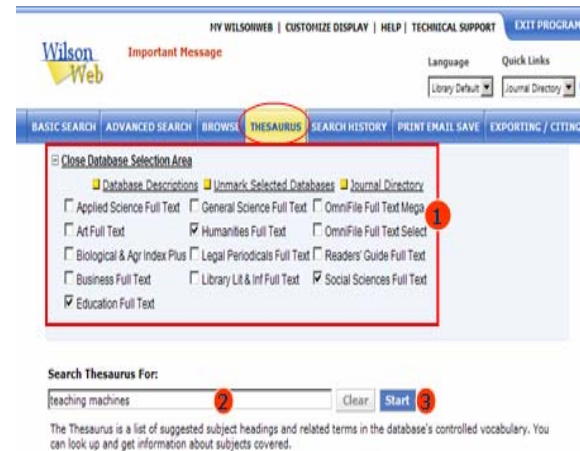 MY WILSONWEB | CUSTOMIZE DISPLAY | HELP | TECHNICAL SUPPORT EXIT PROGRAM
Wilson Web
Important Message
Language Quick Links
Library Default Journal Directory
BASIC SEARCH ADVANCED SEARCH BROWSE THESAURUS SEARCH HISTORY PRINT EMAIL SAVE EXPORTING / CITING
Close Database Selection Area
Database Descriptions Unmark Selected Databases Journal Directory
Applied Science Full Text General Science Full Text OmniFile Full Text Mega
1
Art Full Text Humanities Full Text OmniFile Full Text Select
Biological & Agr Index Plus Legal Periodicals Full Text Readers' Guide Full Text
Business Full Text Library Lit & Inf Full Text Social Sciences Full Text
Education Full Text
Search Thesaurus For:
teaching machines 2 Clear Start 3
The Thesaurus is a list of suggested subject headings and related terms in the database's controlled vocabulary. You
can look up and get information about subjects covered.